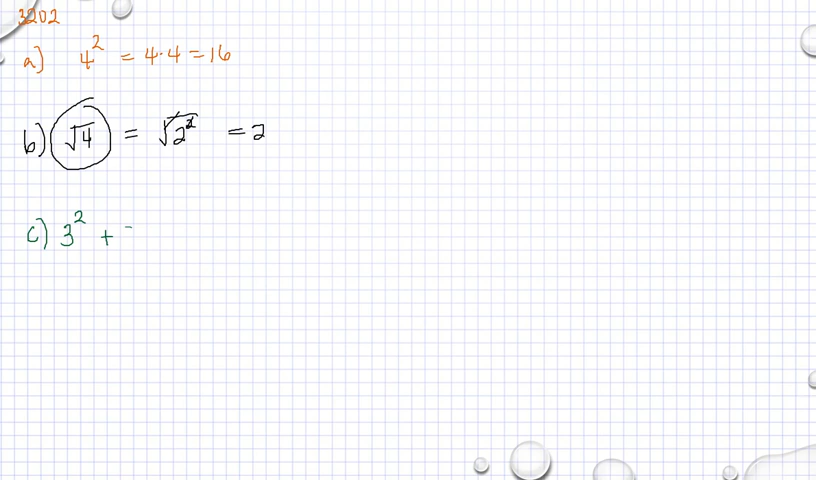 3202
a) 4² = 4·4 = 16
b) √4 = √2² = 2
c) 3² +